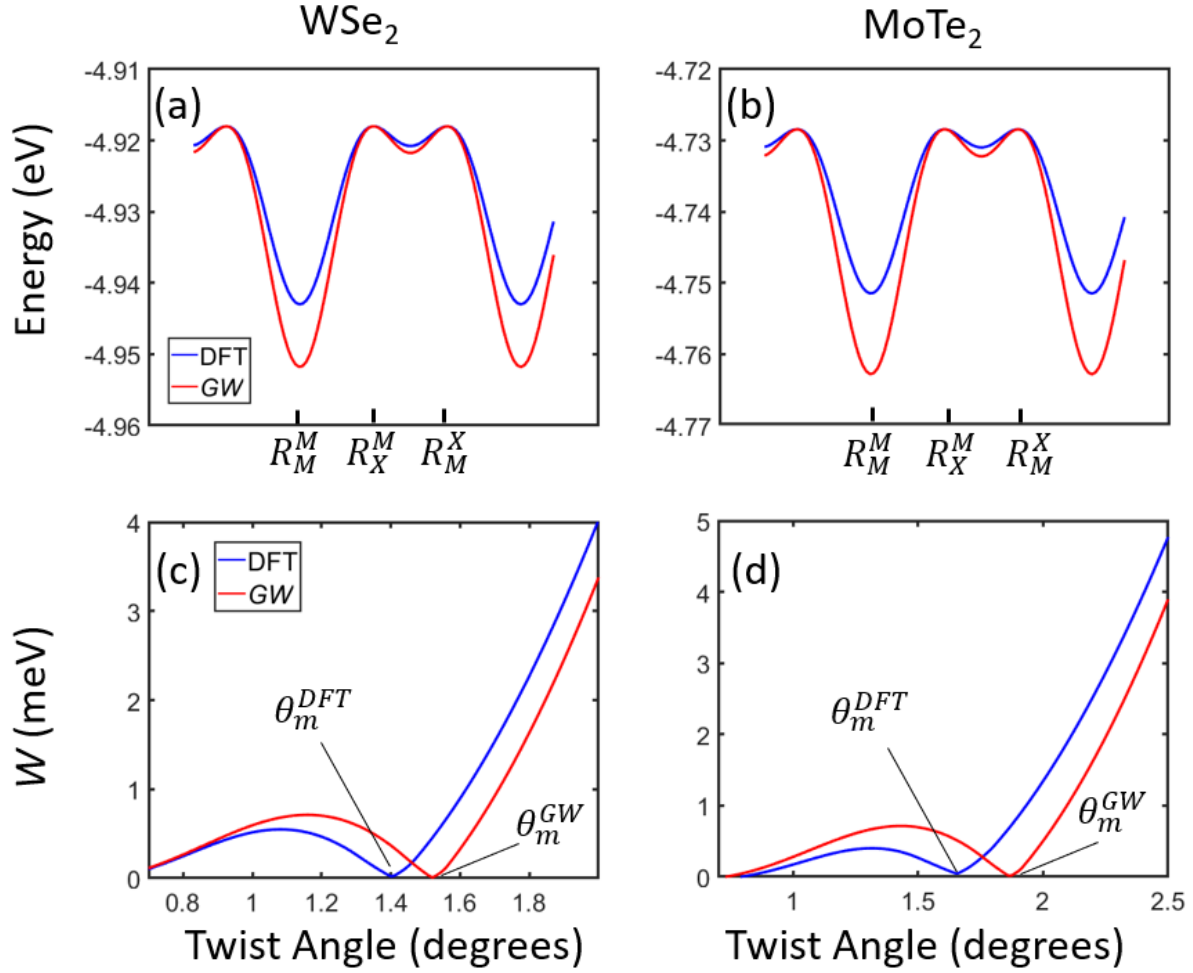 WSe₂
MoTe₂
Energy (eV)
(a)
-4.91
-4.92
-4.93
-4.94
-4.95
-4.96
DFT
GW
R_M^M R_X^M R_M^X
(b)
-4.72
-4.73
-4.74
-4.75
-4.76
-4.77
R_M^M R_X^M R_M^X
W (meV)
(c)
4
3
2
1
0
DFT
GW
θ_m^{DFT}
θ_m^{GW}
0.8 1 1.2 1.4 1.6 1.8
Twist Angle (degrees)
(d)
5
4
3
2
1
0
θ_m^{DFT}
θ_m^{GW}
1 1.5 2 2.5
Twist Angle (degrees)